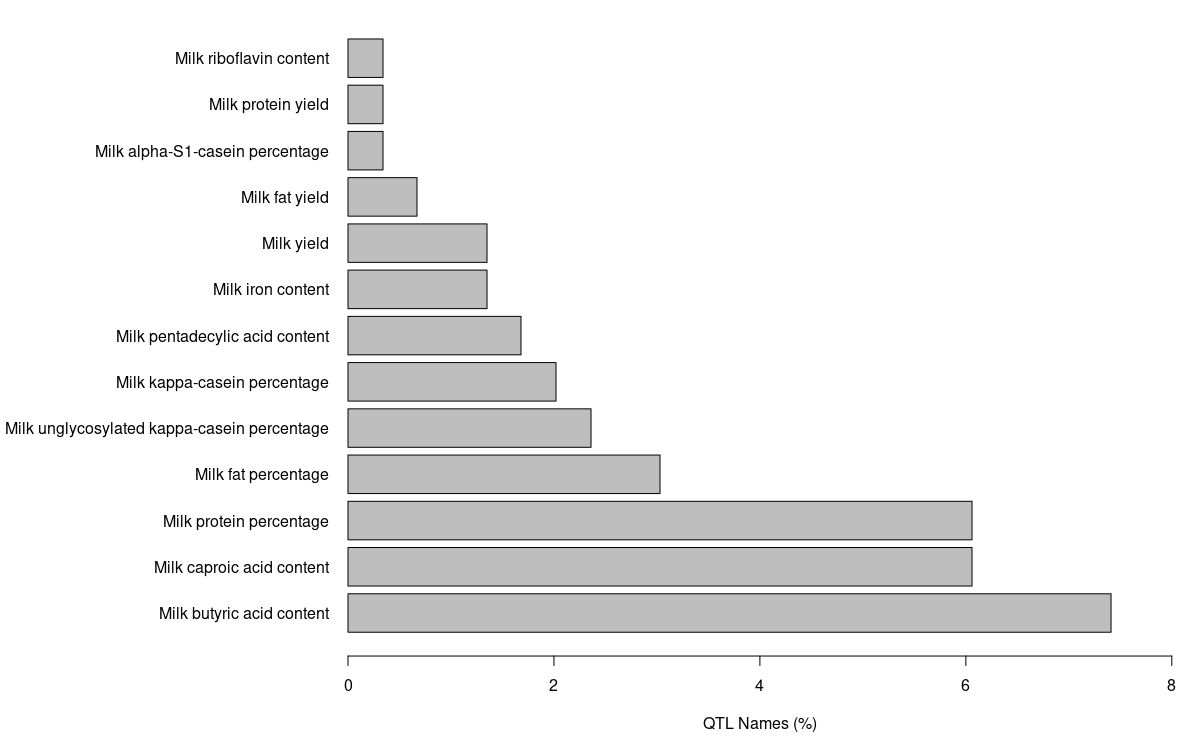 Milk riboflavin content
Milk protein yield
Milk alpha-S1-casein percentage
Milk fat yield
Milk yield
Milk iron content
Milk pentadecylic acid content
Milk kappa-casein percentage
Milk unglycosylated kappa-casein percentage
Milk fat percentage
Milk protein percentage
Milk caproic acid content
Milk butyric acid content
0 2 4 6 8
QTL Names (%)